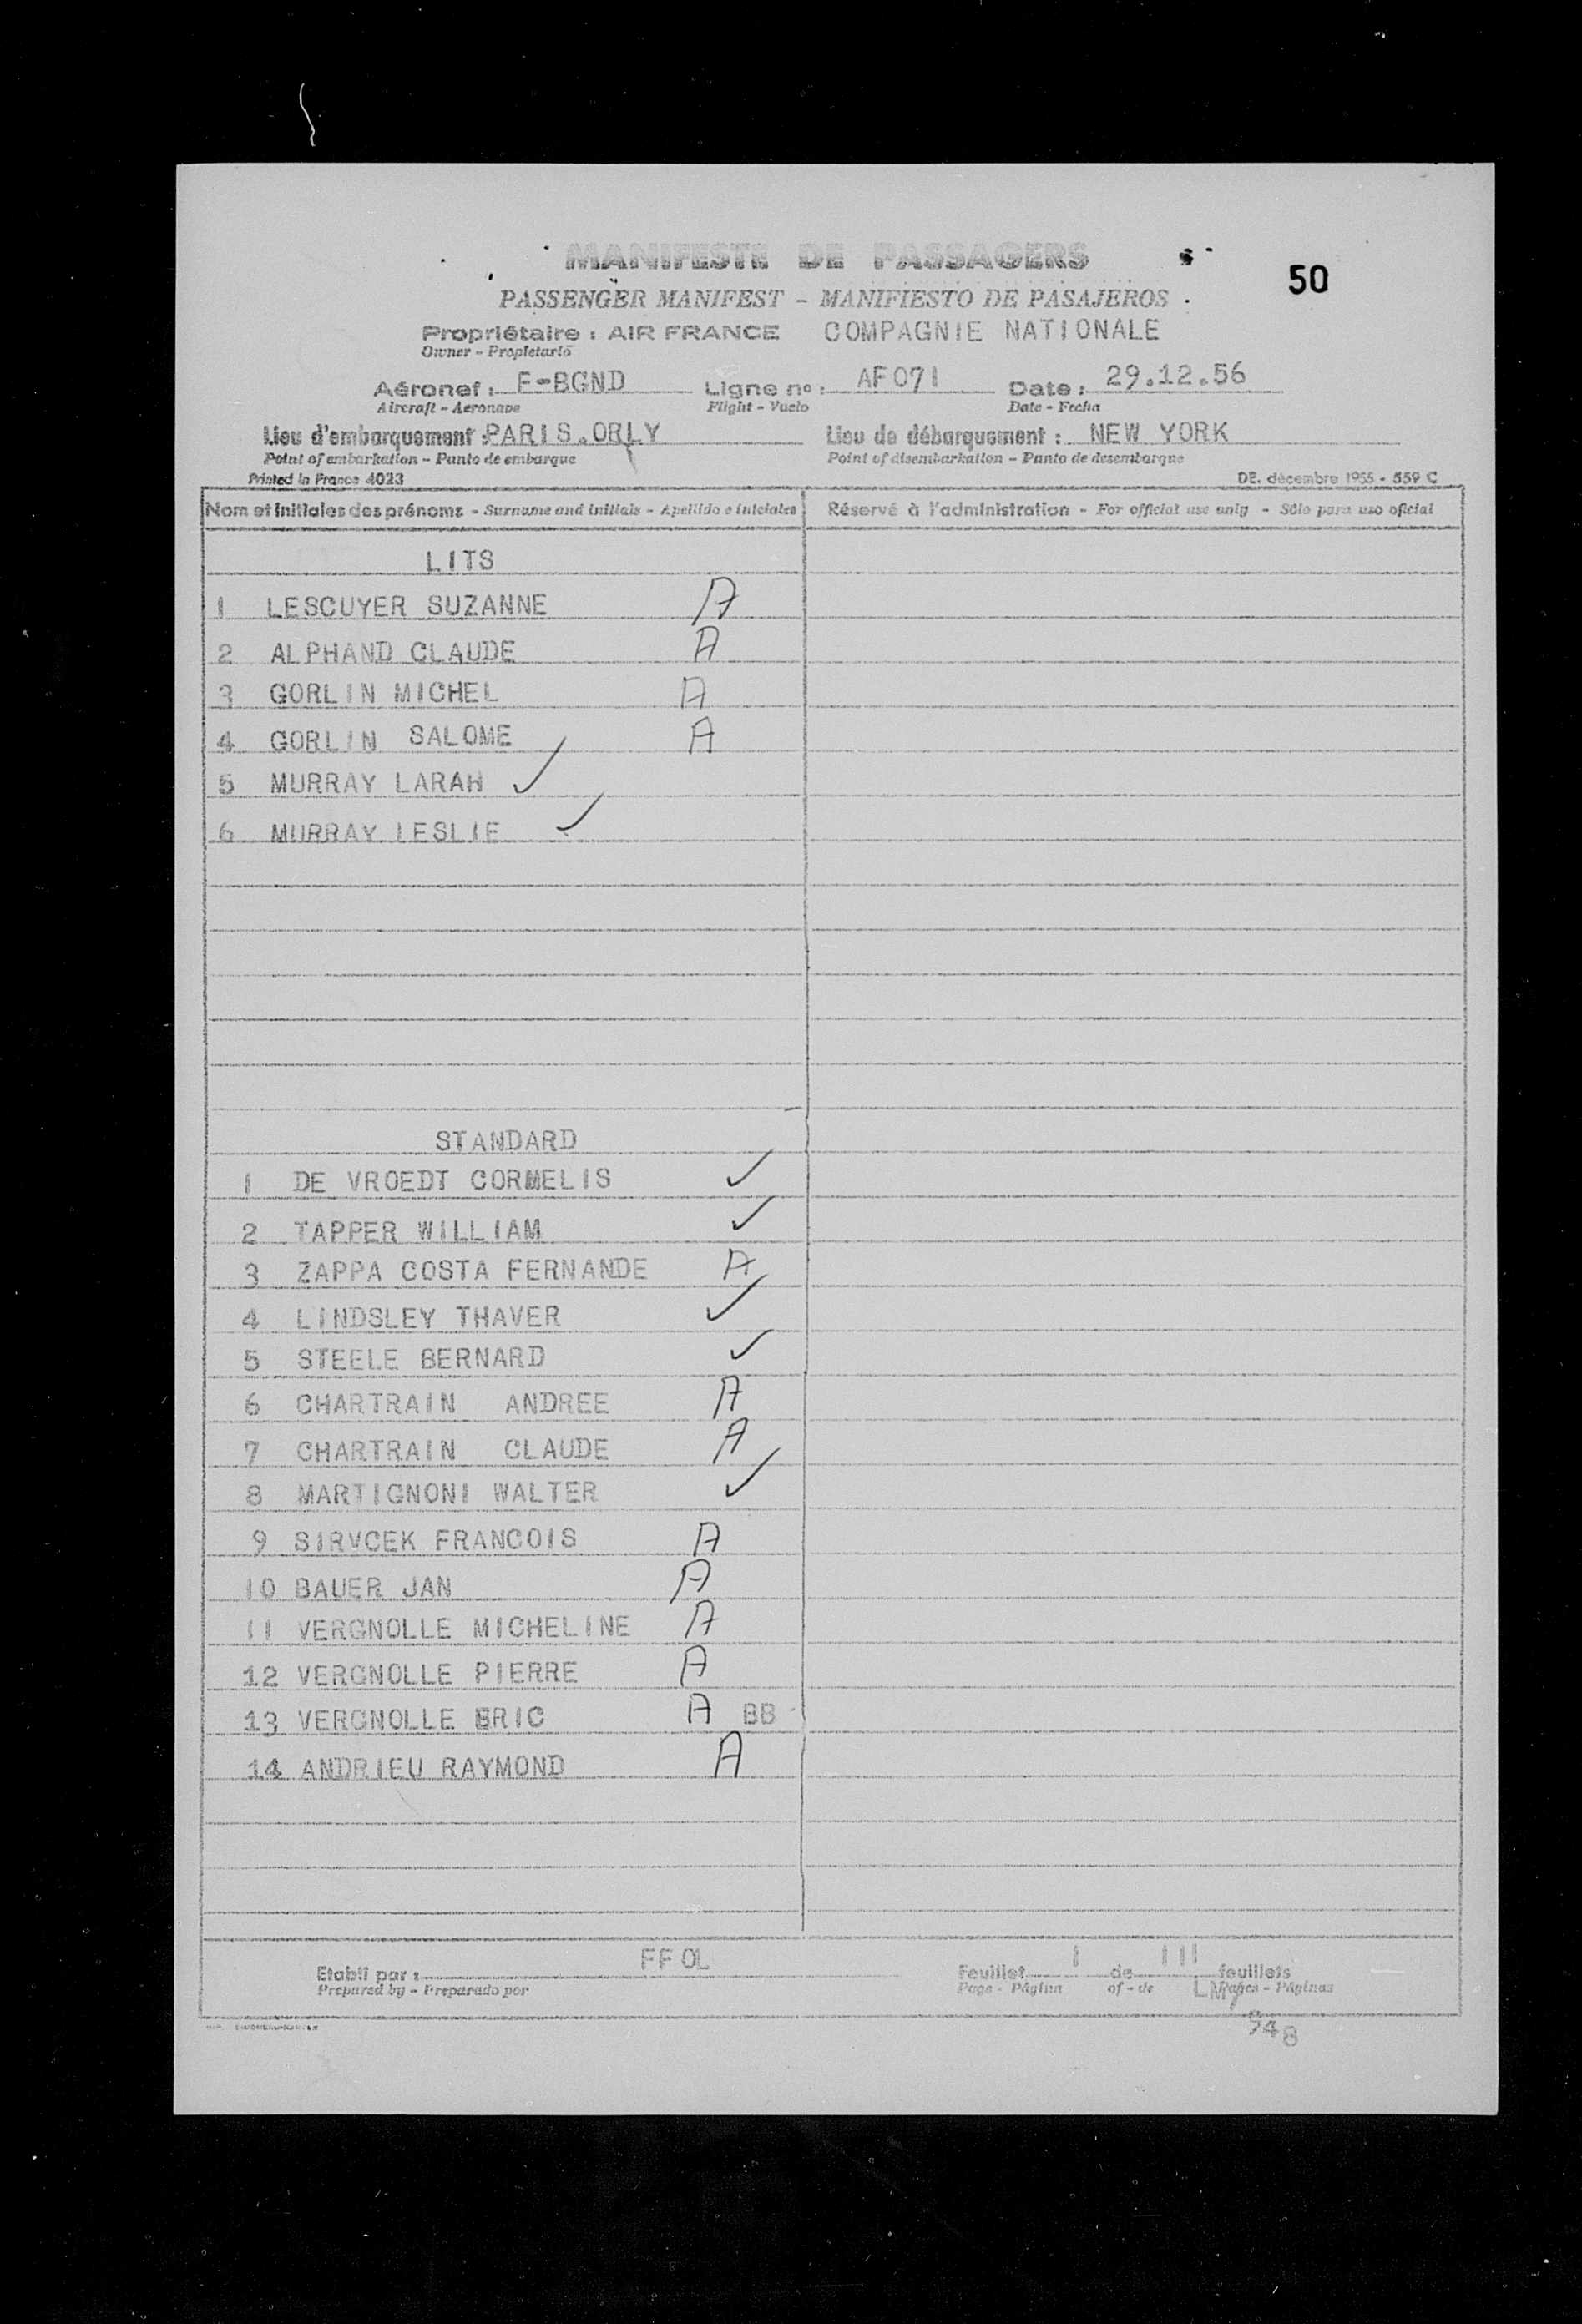 MANIFESTE DE PASSAGERS
50
PASSENGER MANIFEST - MANIFIESTO DE PASAJEROS
Propriétaire : AIR FRANCE COMPAGNIE NATIONALE
Owner - Propietario
Aéronef : F-BGND Ligne nº : AF 071 Date : 29.12.56
Aircraft - Aeronave Flight - Vuelo Date - Fecha
Lieu d'embarquement : PARIS.ORLY Lieu de débarquement : NEW YORK
Point of embarkation - Punto de embarque Point of disembarkation - Punto de desembarque
Printed in France 4023 DE. décembre 1955 - 559 C
Nom et initiales des prénoms - Surname and initials - Apellido e iniciales Réservé à l'administration - For official use only - Sólo para uso oficial
LITS
1 LESCUYER SUZANNE A
2 ALPHAND CLAUDE A
3 GORLIN MICHEL A
4 GORLIN SALOME A
5 MURRAY LARAH ✓
6 MURRAY LESLIE ✓
STANDARD
1 DE VROEDT CORMELIS ✓
2 TAPPER WILLIAM ✓
3 ZAPPA COSTA FERNANDE A
4 LINDSLEY THAVER ✓
5 STEELE BERNARD ✓
6 CHARTRAIN ANDREE A
7 CHARTRAIN CLAUDE A
8 MARTIGNONI WALTER ✓
9 SIRVCEK FRANCOIS A
10 BAUER JAN A
11 VERGNOLLE MICHELINE A
12 VERGNOLLE PIERRE A
13 VERGNOLLE ERIC A BB
14 ANDRIEU RAYMOND A
Etabli par : FF OL Feuillet I de III feuillets
Prepared by - Preparado por Page - Página of - de Pages - Páginas
948